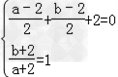 { (a-2)/2 + (b-2)/2 +2=0
(b+2)/(a+2) =1